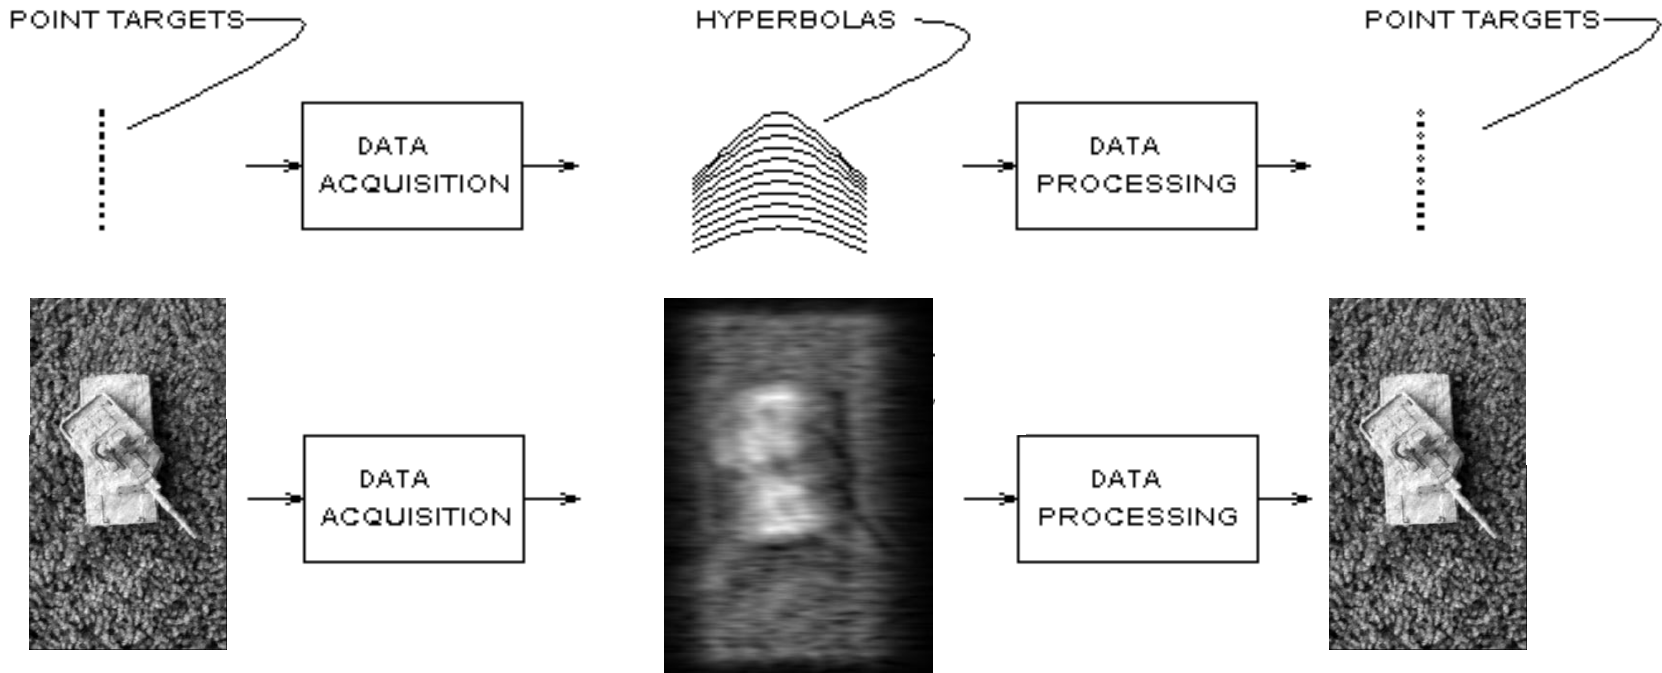 POINT TARGETS
HYPERBOLAS
POINT TARGETS
DATA
ACQUISITION
DATA
PROCESSING
DATA
ACQUISITION
DATA
PROCESSING